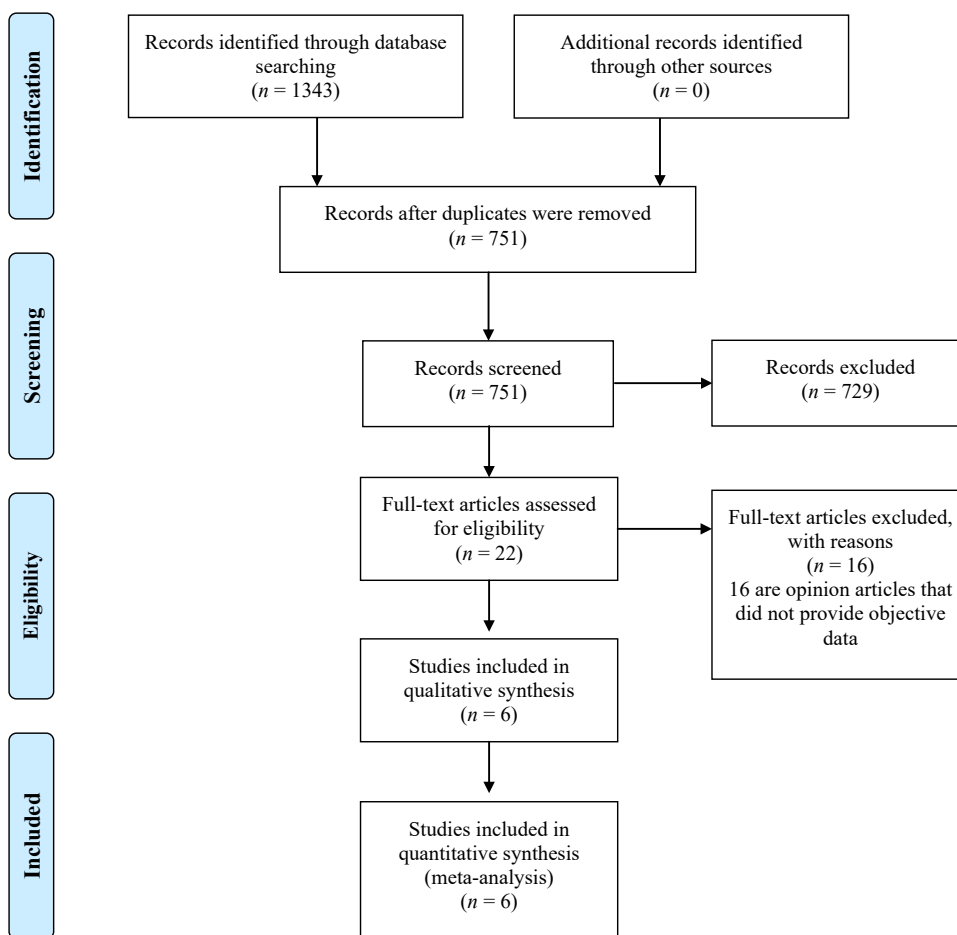 Identification
Records identified through database
searching
(n = 1343)
Additional records identified
through other sources
(n = 0)
Records after duplicates were removed
(n = 751)
Screening
Records screened
(n = 751)
Records excluded
(n = 729)
Eligibility
Full-text articles assessed
for eligibility
(n = 22)
Full-text articles excluded,
with reasons
(n = 16)
16 are opinion articles that
did not provide objective
data
Studies included in
qualitative synthesis
(n = 6)
Included
Studies included in
quantitative synthesis
(meta-analysis)
(n = 6)